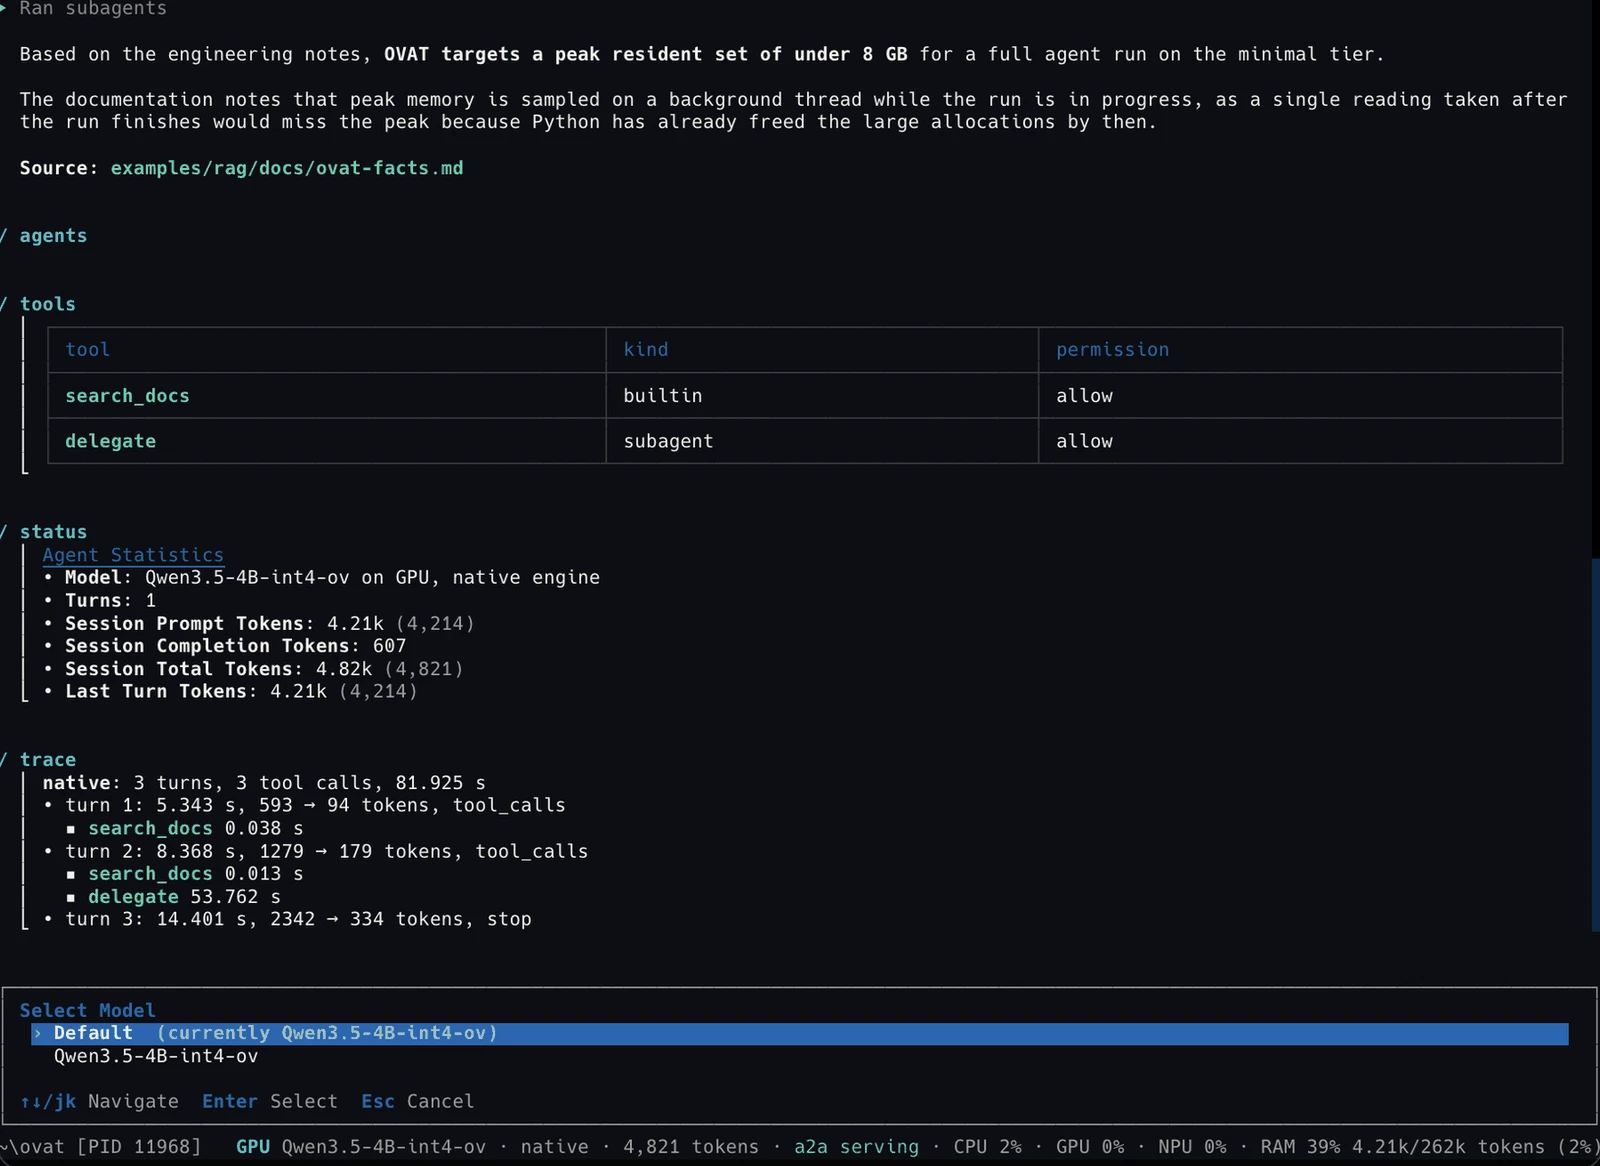 ▸ Ran subagents
Based on the engineering notes, OVAT targets a peak resident set of under 8 GB for a full agent run on the minimal tier.
The documentation notes that peak memory is sampled on a background thread while the run is in progress, as a single reading taken after
the run finishes would miss the peak because Python has already freed the large allocations by then.
Source: examples/rag/docs/ovat-facts.md
/ agents
/ tools
tool kind permission
search_docs builtin allow
delegate subagent allow
/ status
Agent Statistics
• Model: Qwen3.5-4B-int4-ov on GPU, native engine
• Turns: 1
• Session Prompt Tokens: 4.21k (4,214)
• Session Completion Tokens: 607
• Session Total Tokens: 4.82k (4,821)
• Last Turn Tokens: 4.21k (4,214)
/ trace
native: 3 turns, 3 tool calls, 81.925 s
• turn 1: 5.343 s, 593 → 94 tokens, tool_calls
▪ search_docs 0.038 s
• turn 2: 8.368 s, 1279 → 179 tokens, tool_calls
▪ search_docs 0.013 s
▪ delegate 53.762 s
• turn 3: 14.401 s, 2342 → 334 tokens, stop
Select Model
› Default (currently Qwen3.5-4B-int4-ov)
Qwen3.5-4B-int4-ov
↑↓/jk Navigate Enter Select Esc Cancel
~\ovat [PID 11968] GPU Qwen3.5-4B-int4-ov · native · 4,821 tokens · a2a serving · CPU 2% · GPU 0% · NPU 0% · RAM 39% 4.21k/262k tokens (2%)